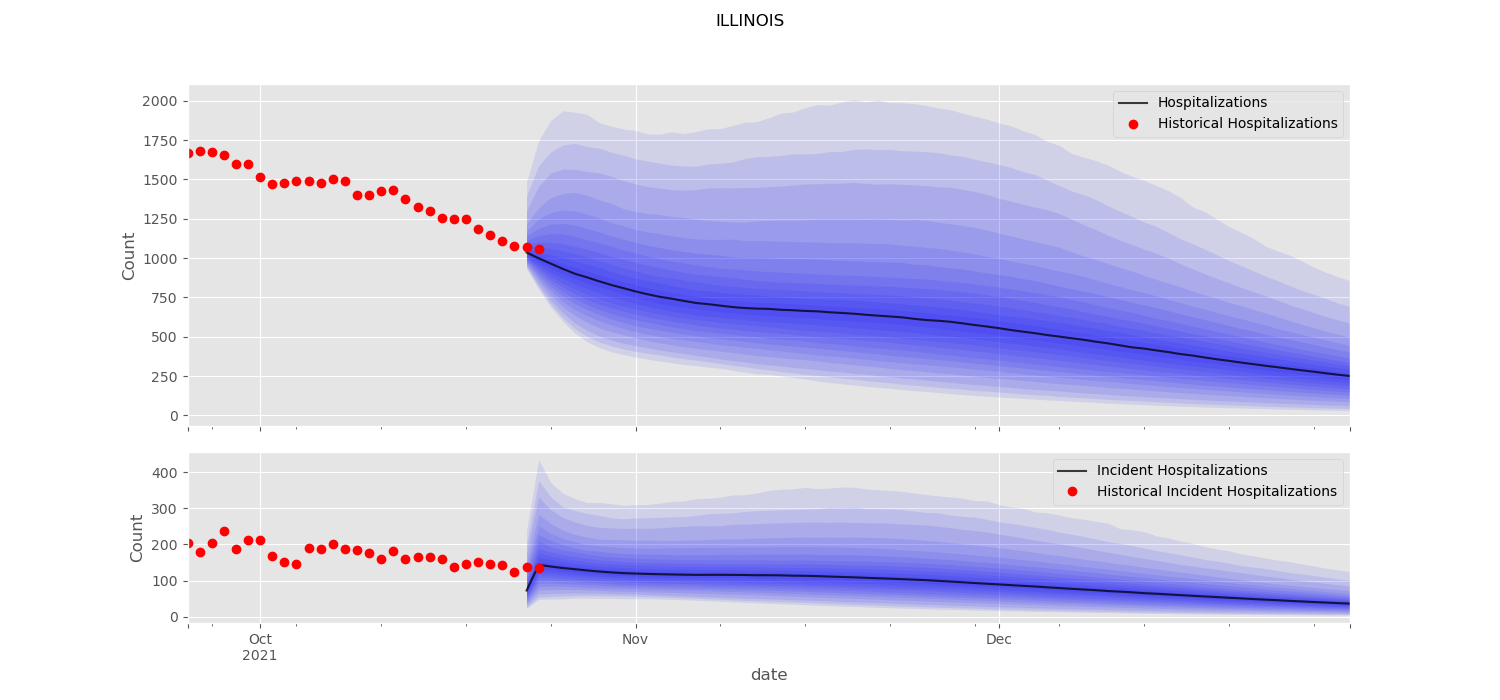 ILLINOIS
2000
1750
1500
1250
1000
750
500
250
0
Count
Hospitalizations
Historical Hospitalizations
400
300
200
100
0
Count
Incident Hospitalizations
Historical Incident Hospitalizations
Oct
2021
Nov
Dec
date